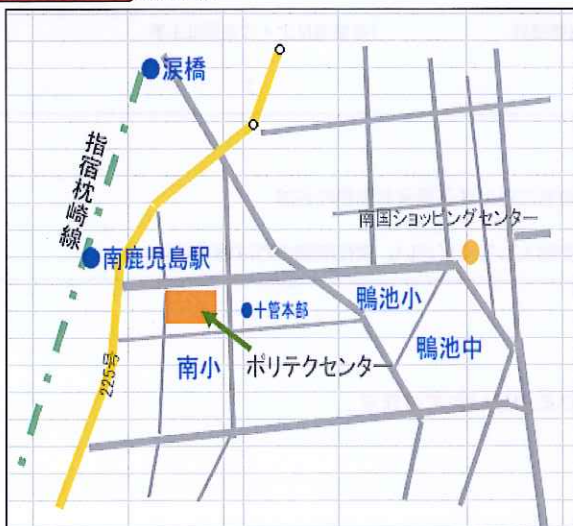 涙橋
指宿枕崎線
南国ショッピングセンター
南鹿児島駅
十管本部
鴨池小
鴨池中
南小
ポリテクセンター
225号